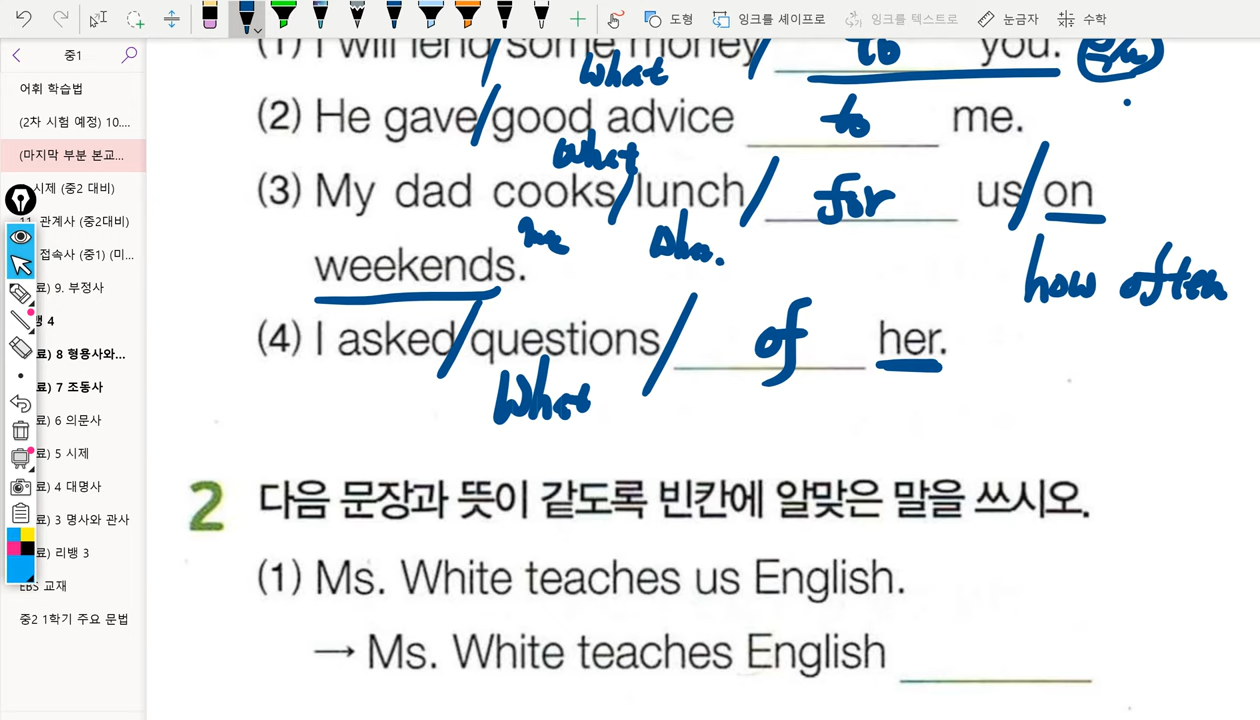 도형 잉크를 셰이프로 잉크를 텍스트로 눈금자 수학
중1
어휘 학습법
(2차 시험 예정) 10....
(마지막 부분 본교...
시제 (중2 대비)
11. 관계사 (중2대비)
접속사 (중1) (미...
료) 9. 부정사
뱅 4
료) 8 형용사와...
료) 7 조동사
료) 6 의문사
료) 5 시제
료) 4 대명사
료) 3 명사와 관사
료) 리뱅 3
EBS 교재
중2 1학기 주요 문법
(1) I will lend / some money / to you.
what
(2) He gave / good advice to me.
what
(3) My dad cooks / lunch / for us / on
weekends.
how often
(4) I asked / questions / of her.
What
2 다음 문장과 뜻이 같도록 빈칸에 알맞은 말을 쓰시오.
(1) Ms. White teaches us English.
→ Ms. White teaches English